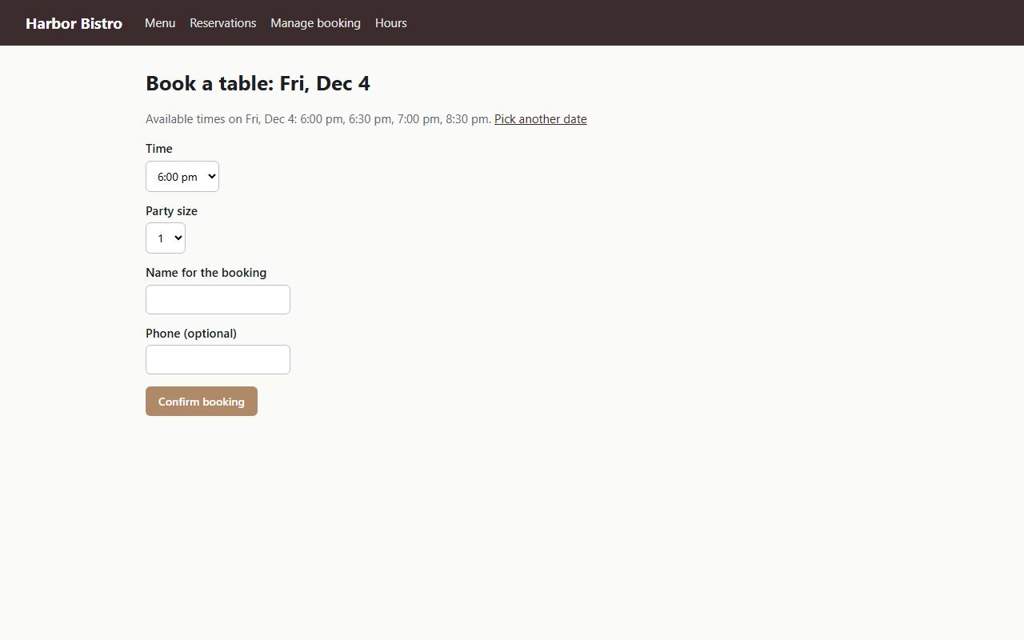 Harbor Bistro Menu Reservations Manage booking Hours
Book a table: Fri, Dec 4
Available times on Fri, Dec 4: 6:00 pm, 6:30 pm, 7:00 pm, 8:30 pm. Pick another date
Time
6:00 pm
Party size
1
Name for the booking
Phone (optional)
Confirm booking